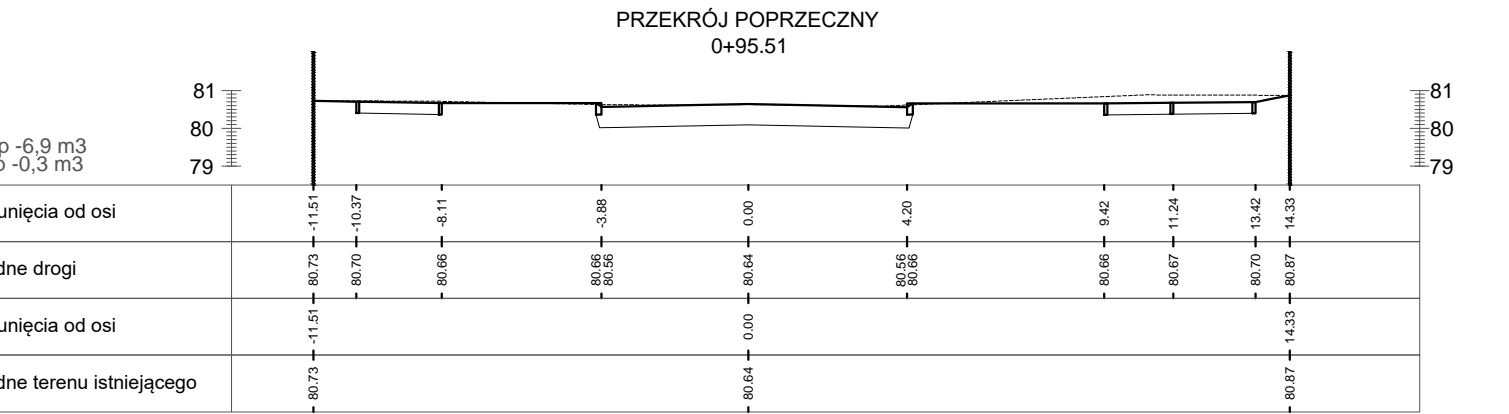 PRZEKRÓJ POPRZECZNY
0+95.51
81
80
79
81
80
79
p -6,9 m3
o -0,3 m3
unięcia od osi
-11.51 -10.37 -8.11 -3.88 0.00 4.20 9.42 11.24 13.42 14.33
dne drogi
80.73 80.70 80.66 80.66 80.56 80.64 80.56 80.66 80.66 80.67 80.70 80.87
unięcia od osi
-11.51 0.00 14.33
dne terenu istniejącego
80.73 80.64 80.87